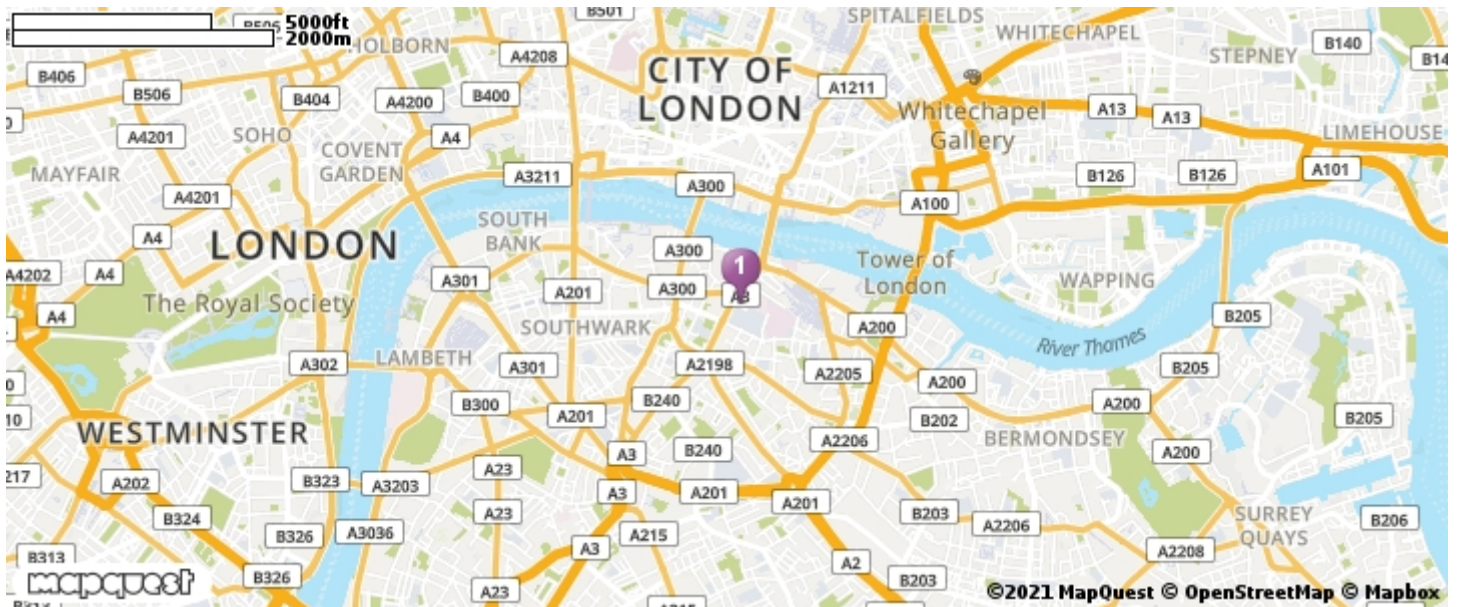 5000ft
2000m
B506
HOLBORN
B501
SPITALFIELDS
WHITECHAPEL
STEPNEY
B140
B406
B506
B404
A4200
B400
A4208
CITY OF
LONDON
A1211
Whitechapel
Gallery
A13
A13
LIMEHOUSE
A4201
SOHO
COVENT
GARDEN
A4
MAYFAIR
A4201
A3211
A300
A100
B126
B126
A101
A4
LONDON
SOUTH
BANK
A300
1
A3
Tower of
London
WAPPING
A4202
A4
A4
The Royal Society
A301
A201
A300
SOUTHWARK
A200
River Thames
B205
A302
LAMBETH
A301
A2198
A2205
A200
B205
B300
A201
B240
B202
A200
B205
WESTMINSTER
A3
B240
A2206
BERMONDSEY
A200
A202
B323
A3203
A23
A3
A201
A201
B324
B326
A3036
A23
A215
B203
A2206
SURREY
QUAYS
B206
B313
B326
A3
A23
A2
B203
A2208
mapquest
©2021 MapQuest © OpenStreetMap © Mapbox